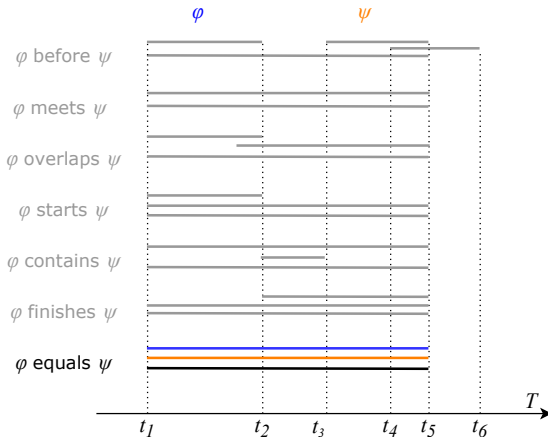 φ ψ
φ before ψ
φ meets ψ
φ overlaps ψ
φ starts ψ
φ contains ψ
φ finishes ψ
φ equals ψ
T
t1 t2 t3 t4 t5 t6